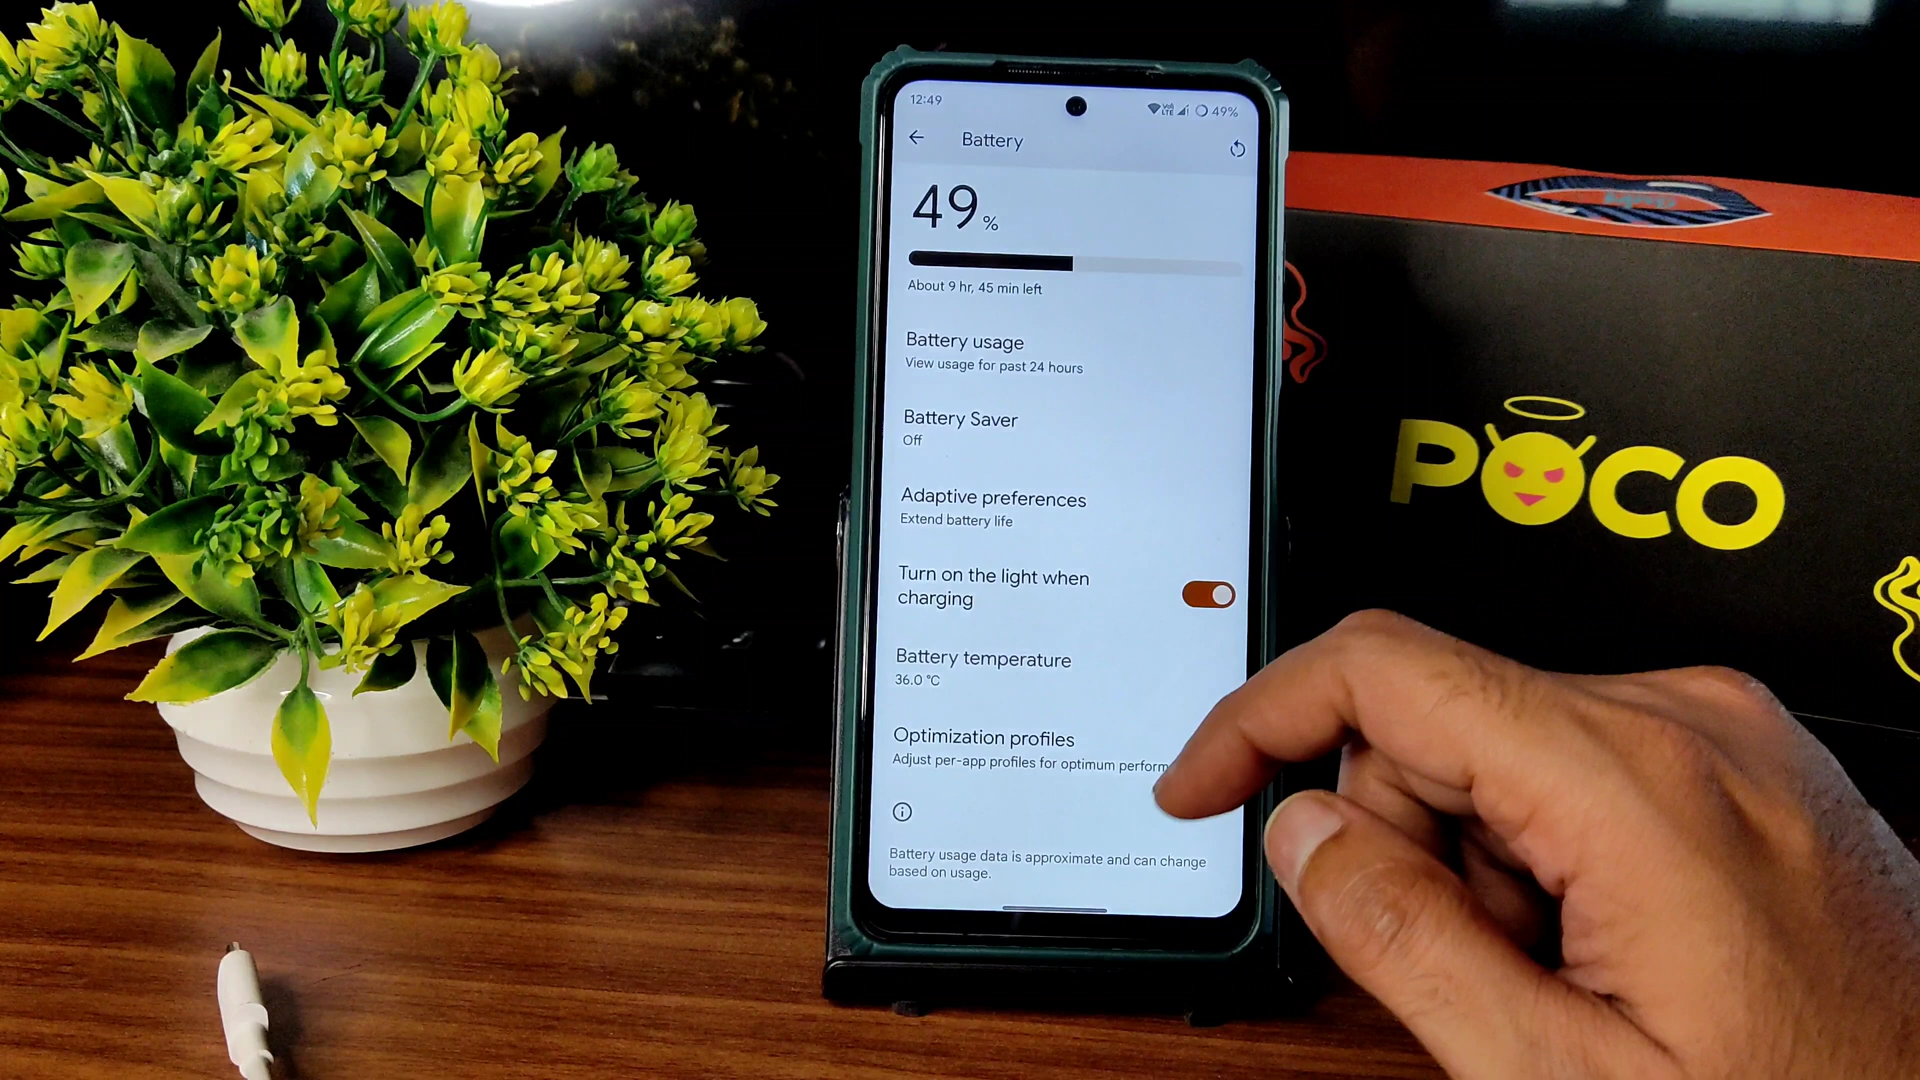 12:49
Vo)
LTE
49%
Battery
49%
About 9 hr, 45 min left
Battery usage
View usage for past 24 hours
Battery Saver
Off
Adaptive preferences
Extend battery life
Turn on the light when
charging
Battery temperature
36.0 °C
Optimization profiles
Adjust per-app profiles for optimum
Battery usage data is approximate and can change
based on usage.
POCO